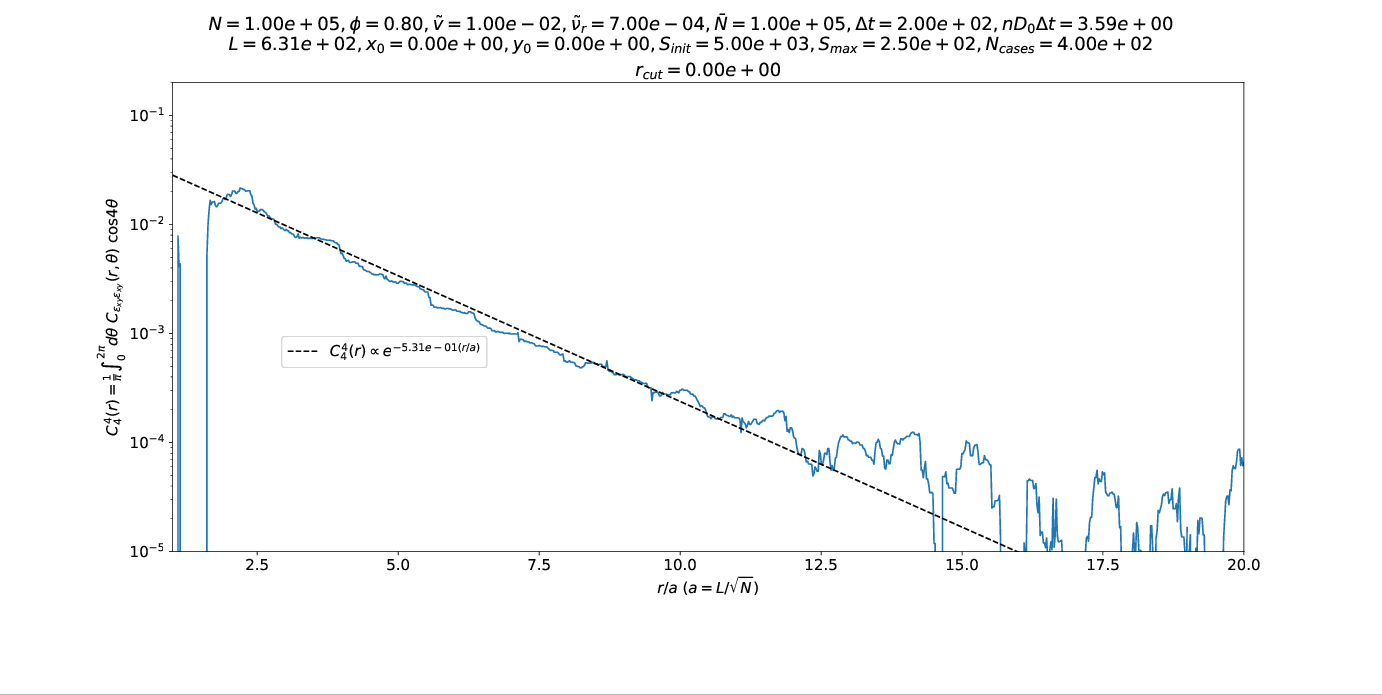 N = 1.00e + 05, ϕ = 0.80, ṽ = 1.00e − 02, ν̃ᵣ = 7.00e − 04, N̄ = 1.00e + 05, Δt = 2.00e + 02, nD₀Δt = 3.59e + 00
L = 6.31e + 02, x₀ = 0.00e + 00, y₀ = 0.00e + 00, S_init = 5.00e + 03, S_max = 2.50e + 02, N_cases = 4.00e + 02
r_cut = 0.00e + 00
10⁻¹
10⁻²
10⁻³
10⁻⁴
10⁻⁵
C₄⁴(r) = 1/π ∫₀^2π dθ C_ε_xyε_xy(r, θ) cos4θ
C₄⁴(r) ∝ e^−5.31e − 01(r/a)
2.5 5.0 7.5 10.0 12.5 15.0 17.5 20.0
r/a (a = L/√N)